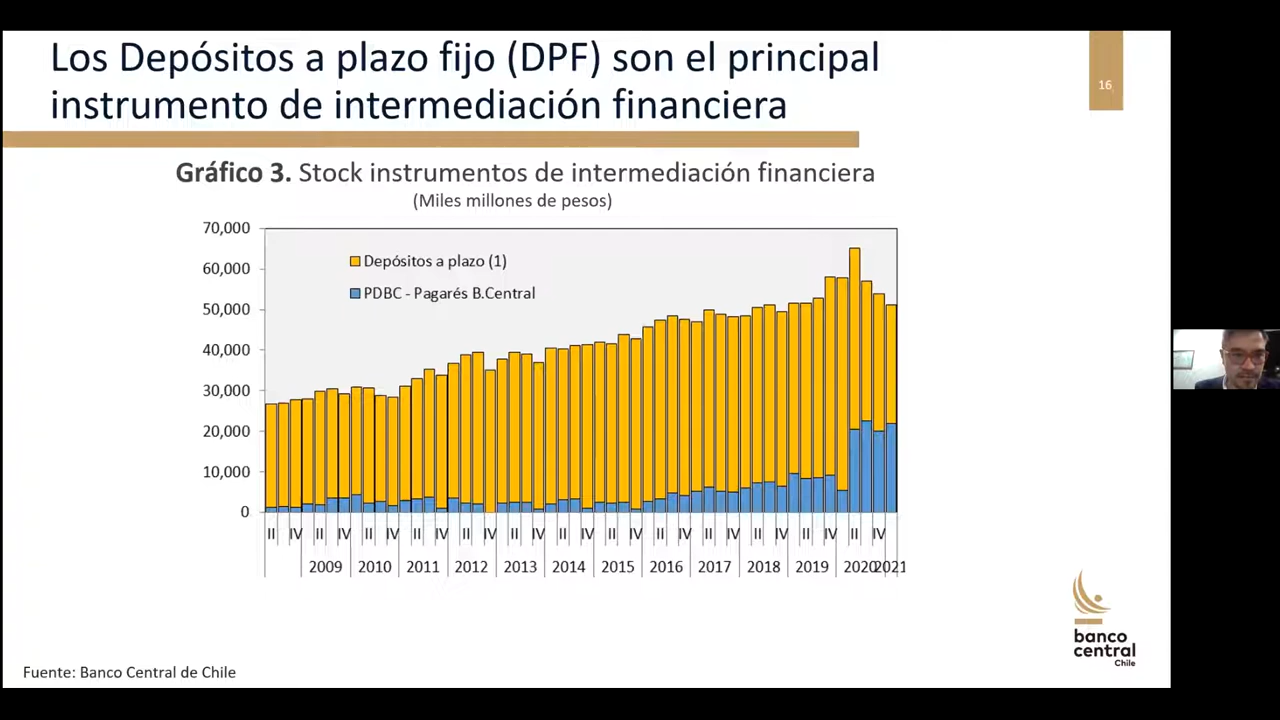 Los Depósitos a plazo fijo (DPF) son el principal
instrumento de intermediación financiera
16
Gráfico 3. Stock instrumentos de intermediación financiera
(Miles millones de pesos)
70,000
60,000
50,000
40,000
30,000
20,000
10,000
0
Depósitos a plazo (1)
PDBC - Pagarés B.Central
II IV II IV II IV II IV II IV II IV II IV II IV II IV II IV II IV II IV II IV
2009 2010 2011 2012 2013 2014 2015 2016 2017 2018 2019 2020 2021
banco
central
Chile
Fuente: Banco Central de Chile